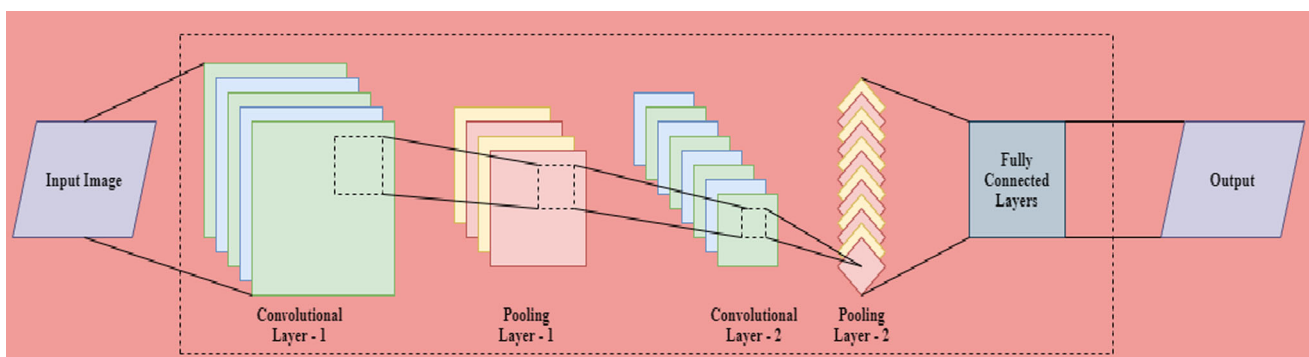 Input Image
Convolutional
Layer - 1
Pooling
Layer - 1
Convolutional
Layer - 2
Pooling
Layer - 2
Fully
Connected
Layers
Output